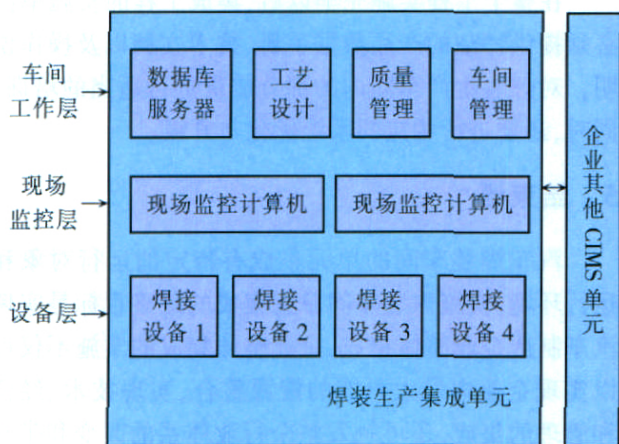 车间
工作层
数据库
服务器
工艺
设计
质量
管理
车间
管理
现场
监控层
现场监控计算机
现场监控计算机
设备层
焊接
设备 1
焊接
设备 2
焊接
设备 3
焊接
设备 4
焊装生产集成单元
企业其他 CIMS 单元